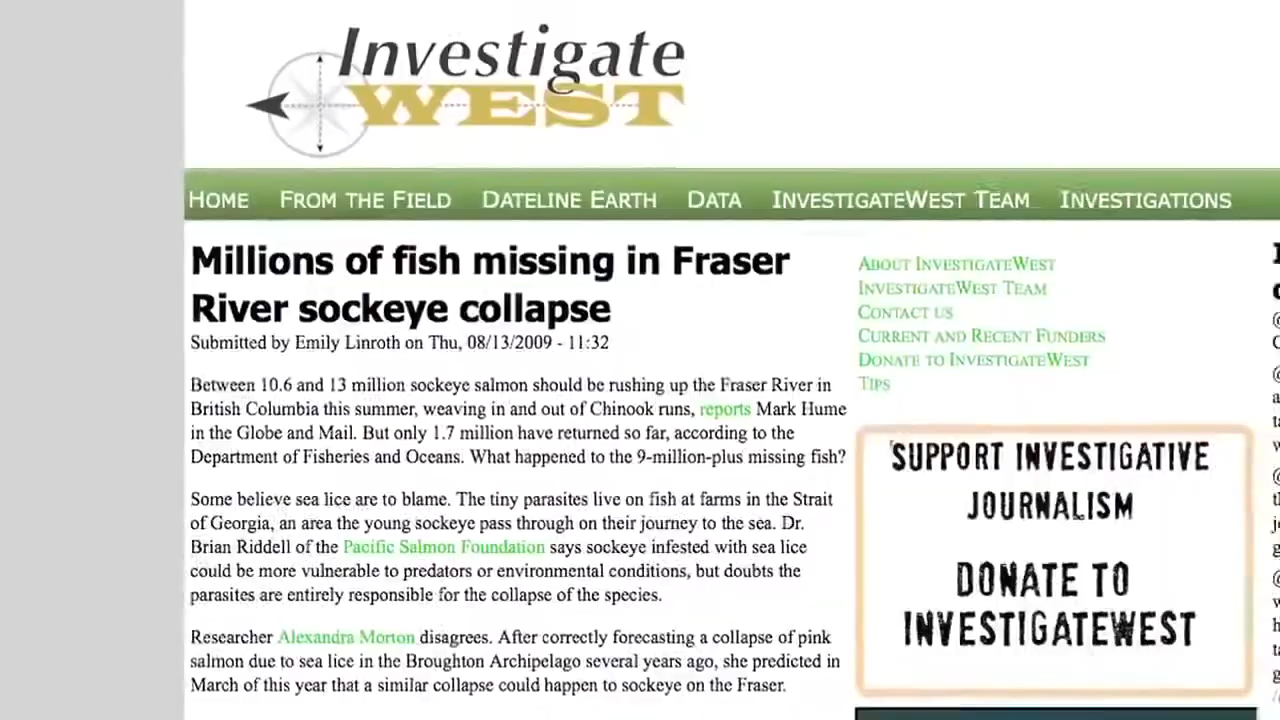 Investigate
WEST
HOME FROM THE FIELD DATELINE EARTH DATA INVESTIGATEWEST TEAM INVESTIGATIONS
Millions of fish missing in Fraser
River sockeye collapse
Submitted by Emily Linroth on Thu, 08/13/2009 - 11:32
Between 10.6 and 13 million sockeye salmon should be rushing up the Fraser River in
British Columbia this summer, weaving in and out of Chinook runs, reports Mark Hume
in the Globe and Mail. But only 1.7 million have returned so far, according to the
Department of Fisheries and Oceans. What happened to the 9-million-plus missing fish?
Some believe sea lice are to blame. The tiny parasites live on fish at farms in the Strait
of Georgia, an area the young sockeye pass through on their journey to the sea. Dr.
Brian Riddell of the Pacific Salmon Foundation says sockeye infested with sea lice
could be more vulnerable to predators or environmental conditions, but doubts the
parasites are entirely responsible for the collapse of the species.
Researcher Alexandra Morton disagrees. After correctly forecasting a collapse of pink
salmon due to sea lice in the Broughton Archipelago several years ago, she predicted in
March of this year that a similar collapse could happen to sockeye on the Fraser.
ABOUT INVESTIGATEWEST
INVESTIGATEWEST TEAM
CONTACT US
CURRENT AND RECENT FUNDERS
DONATE TO INVESTIGATEWEST
TIPS
SUPPORT INVESTIGATIVE
JOURNALISM
DONATE TO
INVESTIGATEWEST